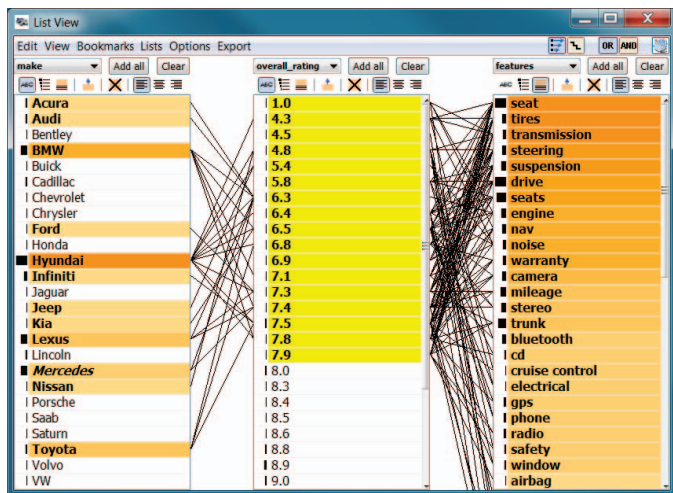 List View
Edit View Bookmarks Lists Options Export
OR AND
make Add all Clear
overall_rating Add all Clear
features Add all Clear
ABC
ABC
ABC
Acura
Audi
Bentley
BMW
Buick
Cadillac
Chevrolet
Chrysler
Ford
Honda
Hyundai
Infiniti
Jaguar
Jeep
Kia
Lexus
Lincoln
Mercedes
Nissan
Porsche
Saab
Saturn
Toyota
Volvo
VW
1.0
4.3
4.5
4.8
5.4
5.8
6.3
6.4
6.5
6.8
6.9
7.1
7.3
7.4
7.5
7.8
7.9
8.0
8.3
8.4
8.5
8.6
8.8
8.9
9.0
seat
tires
transmission
steering
suspension
drive
seats
engine
nav
noise
warranty
camera
mileage
stereo
trunk
bluetooth
cd
cruise control
electrical
gps
phone
radio
safety
window
airbag